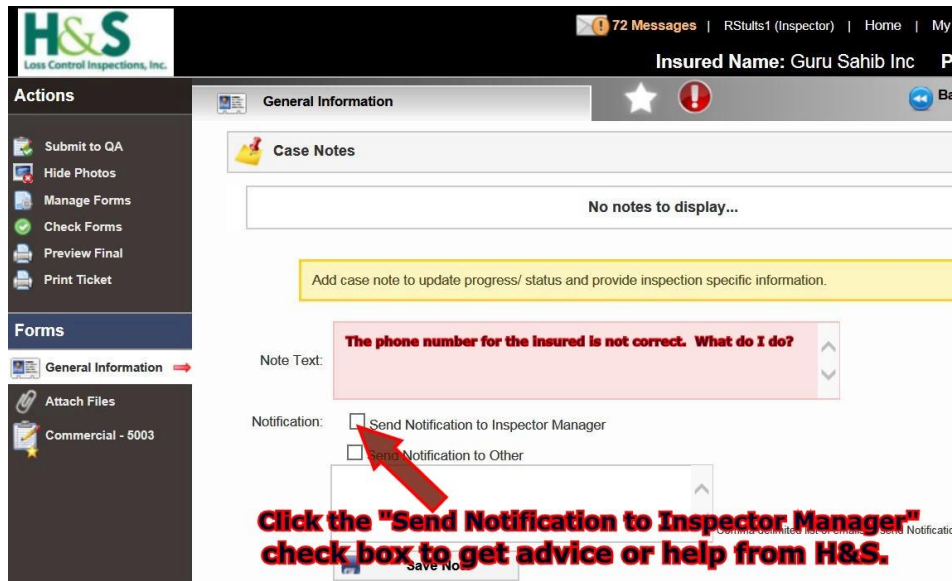 H&S
Loss Control Inspections, Inc.
72 Messages | RStults1 (Inspector) | Home | My
Insured Name: Guru Sahib Inc
Actions
General Information
Submit to QA
Hide Photos
Manage Forms
Check Forms
Preview Final
Print Ticket
Forms
General Information
Attach Files
Commercial - 5003
Case Notes
No notes to display...
Add case note to update progress/ status and provide inspection specific information.
Note Text:
The phone number for the insured is not correct. What do I do?
Notification:
Send Notification to Inspector Manager
Send Notification to Other
Click the "Send Notification to Inspector Manager"
check box to get advice or help from H&S.